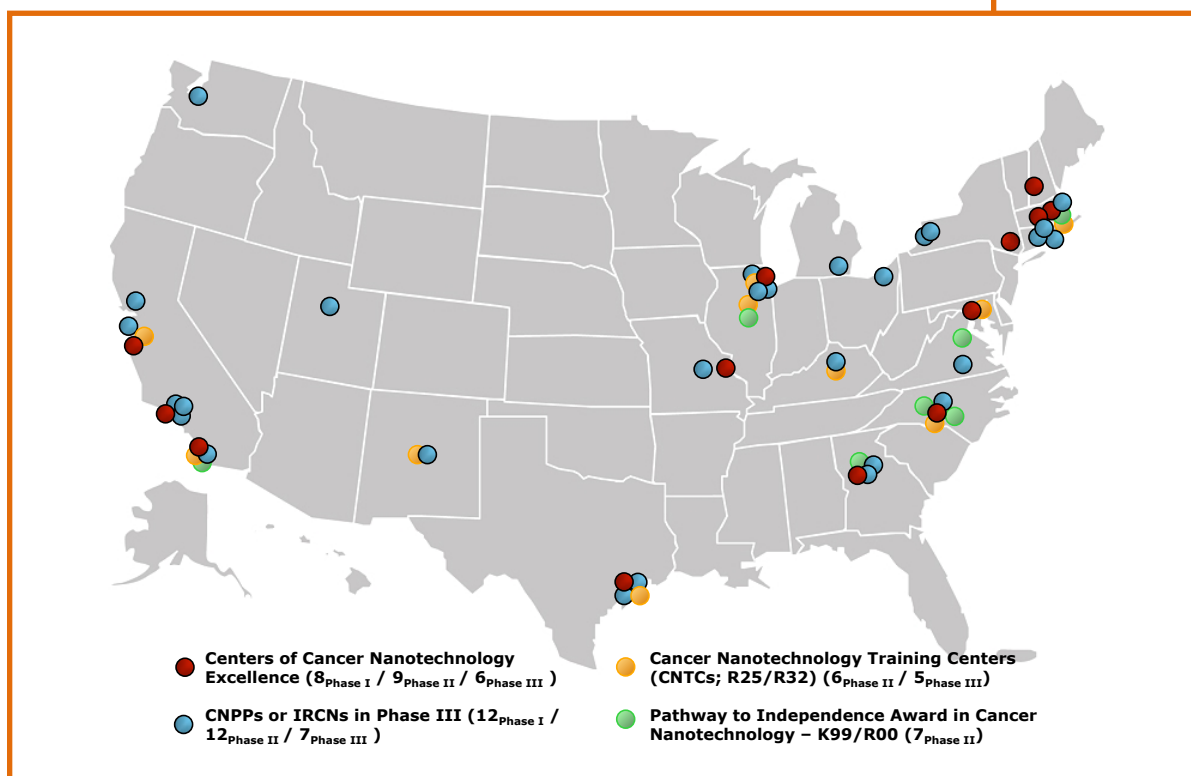 Centers of Cancer Nanotechnology
Excellence (8Phase I / 9Phase II / 6Phase III )
CNPPs or IRCNs in Phase III (12Phase I /
12Phase II / 7Phase III )
Cancer Nanotechnology Training Centers
(CNTCs; R25/R32) (6Phase II / 5Phase III)
Pathway to Independence Award in Cancer
Nanotechnology – K99/R00 (7Phase II)